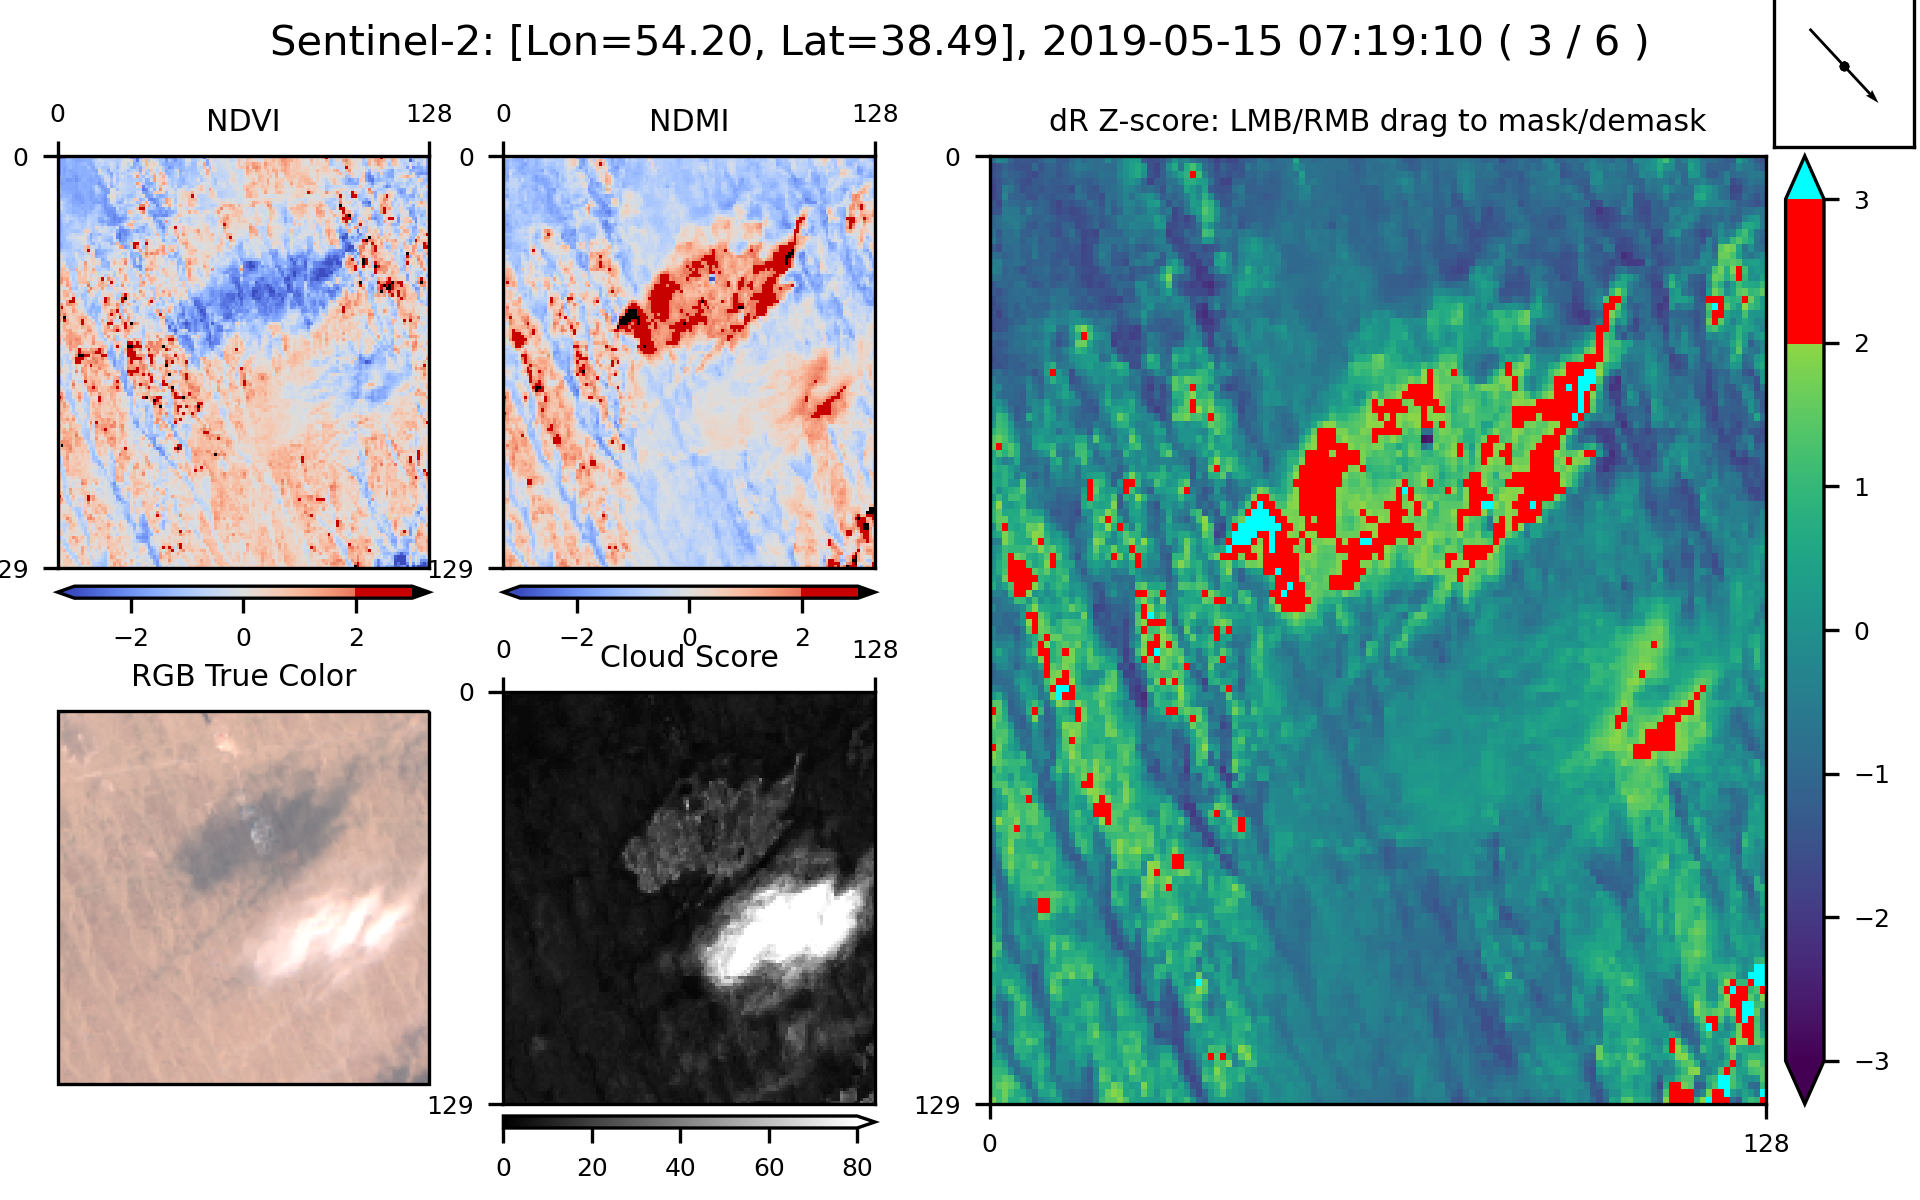 Sentinel-2: [Lon=54.20, Lat=38.49], 2019-05-15 07:19:10 ( 3 / 6 )
0 NDVI 128
0
29
−2 0 2
0 NDMI 128
0
129
−2 0 2
dR Z-score: LMB/RMB drag to mask/demask
0
129
0 128
3
2
1
0
−1
−2
−3
RGB True Color
0 Cloud Score 128
0
129
0 20 40 60 80